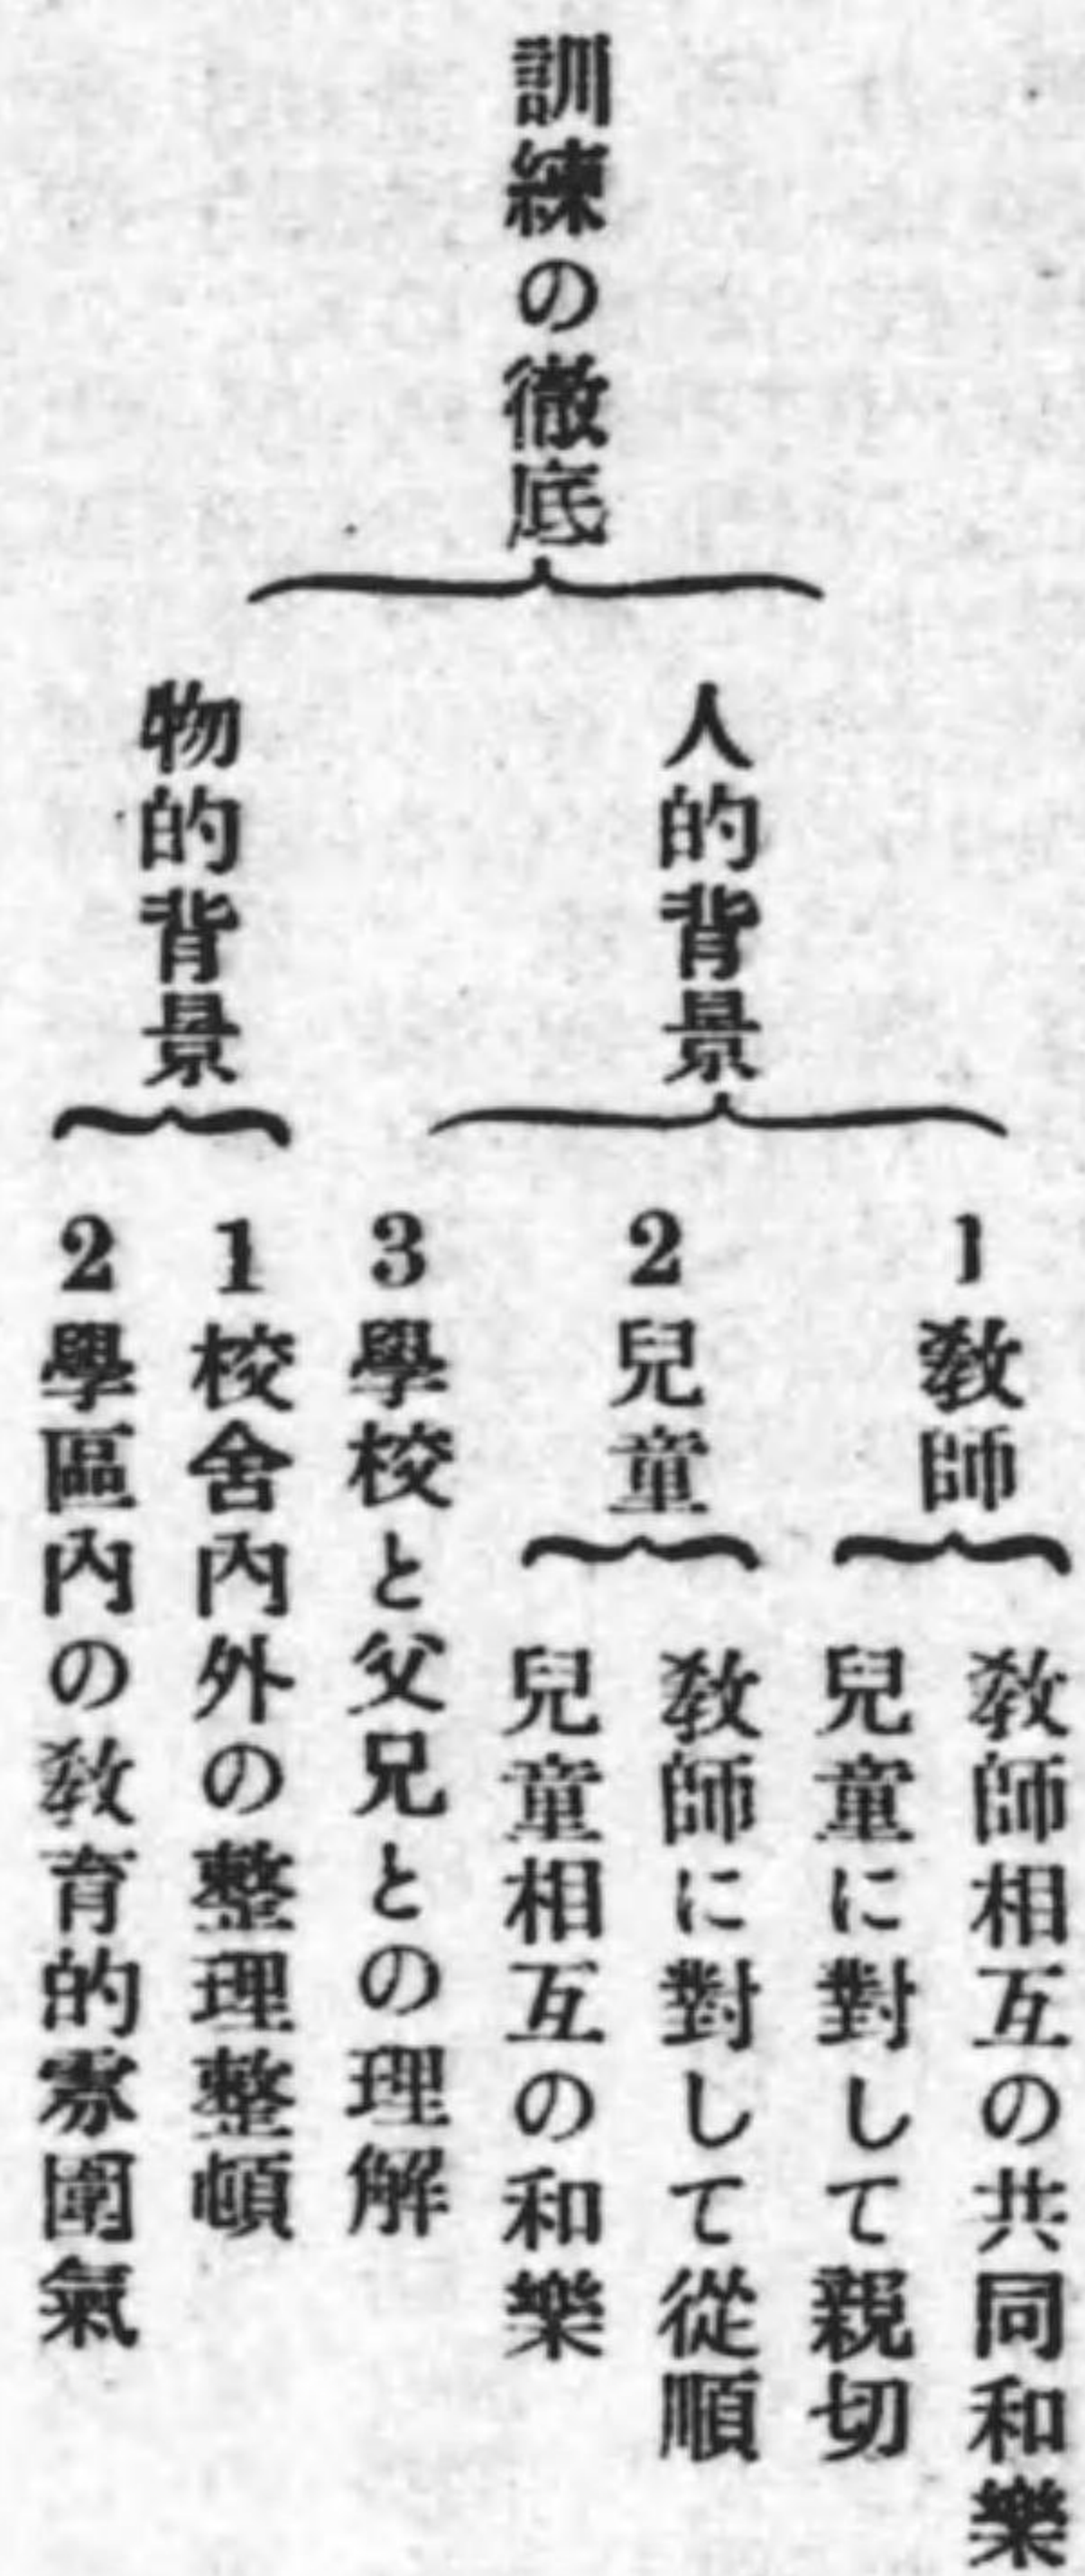 訓練の徹底
人的背景
1教師
教師相互の共同和樂
兒童に對して親切
2兒童
教師に對して從順
兒童相互の和樂
3學校と父兄との理解
物的背景
1校舍內外の整理整頓
2學區內の教育的雰圍氣